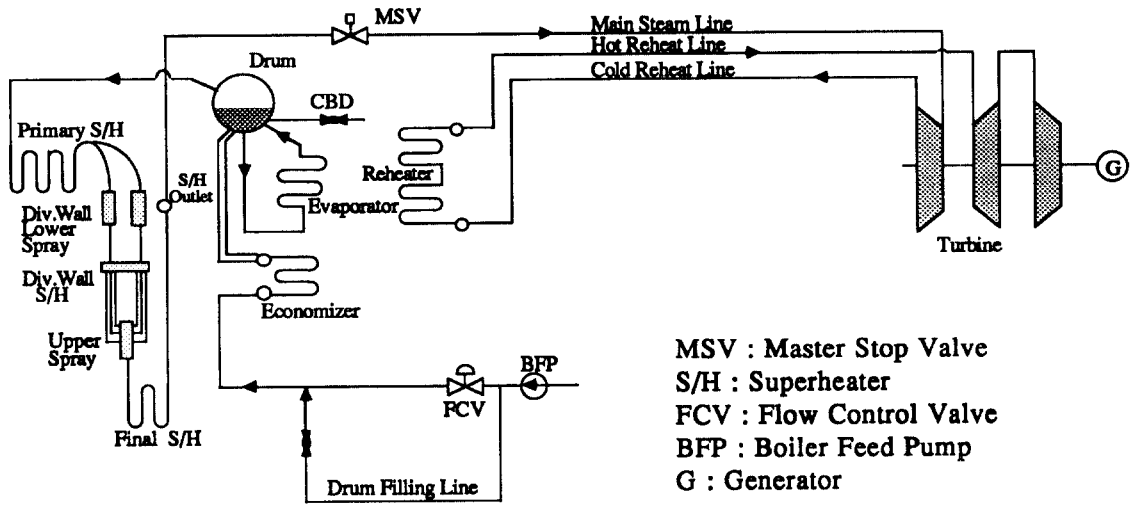 MSV
Main Steam Line
Hot Reheat Line
Cold Reheat Line
Drum
CBD
Primary S/H
S/H
Outlet
Reheater
Evaporator
G
Div.Wall
Lower
Spray
Turbine
Div.Wall
S/H
Economizer
Upper
Spray
BFP
FCV
Final S/H
Drum Filling Line
MSV : Master Stop Valve
S/H : Superheater
FCV : Flow Control Valve
BFP : Boiler Feed Pump
G : Generator